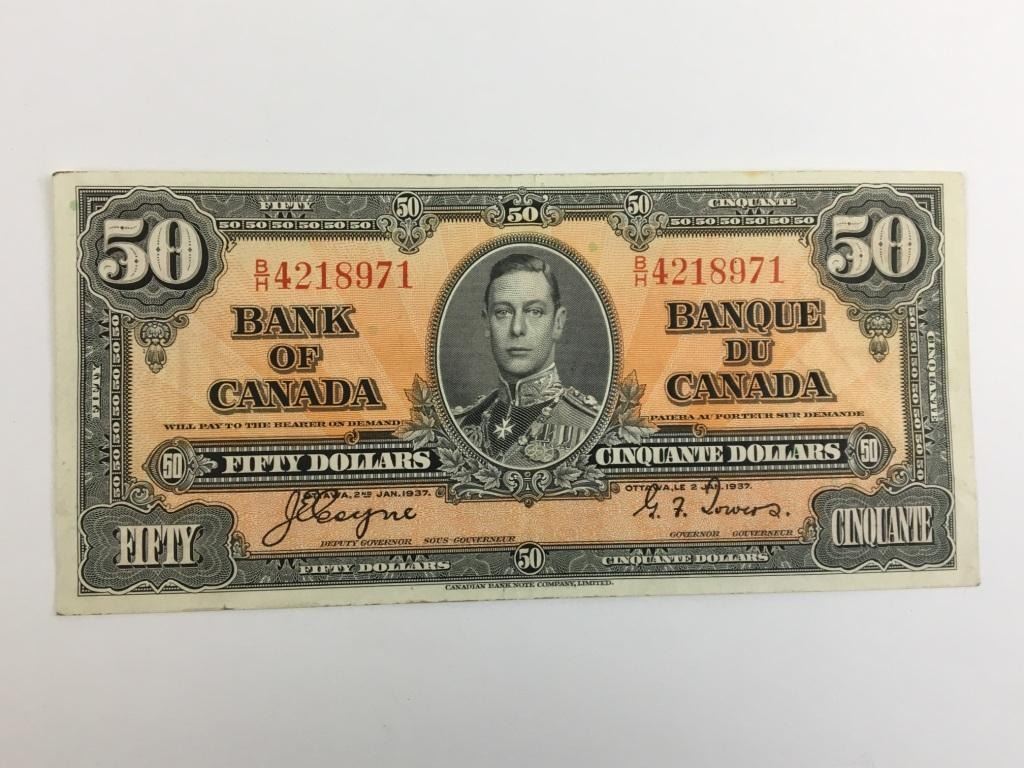 FIFTY 50 50 50 CINQUANTE
50 50 50 50 50 50 50 50 50 50 50 50
50 50
B/H 4218971 B/H 4218971
BANK BANQUE
OF DU
CANADA CANADA
WILL PAY TO THE BEARER ON DEMAND PAIERA AU PORTEUR SUR DEMANDE
FIFTY CINQUANTE
50 FIFTY DOLLARS CINQUANTE DOLLARS 50
OTTAWA, 2ND JAN. 1937. OTTAWA, LE 2 JAN. 1937.
J.E. Coyne G. F. Towers.
DEPUTY GOVERNOR SOUS-GOUVERNEUR GOVERNOR GOUVERNEUR
FIFTY CINQUANTE
FIFTY DOLLARS 50 CINQUANTE DOLLARS
CANADIAN BANK NOTE COMPANY, LIMITED.